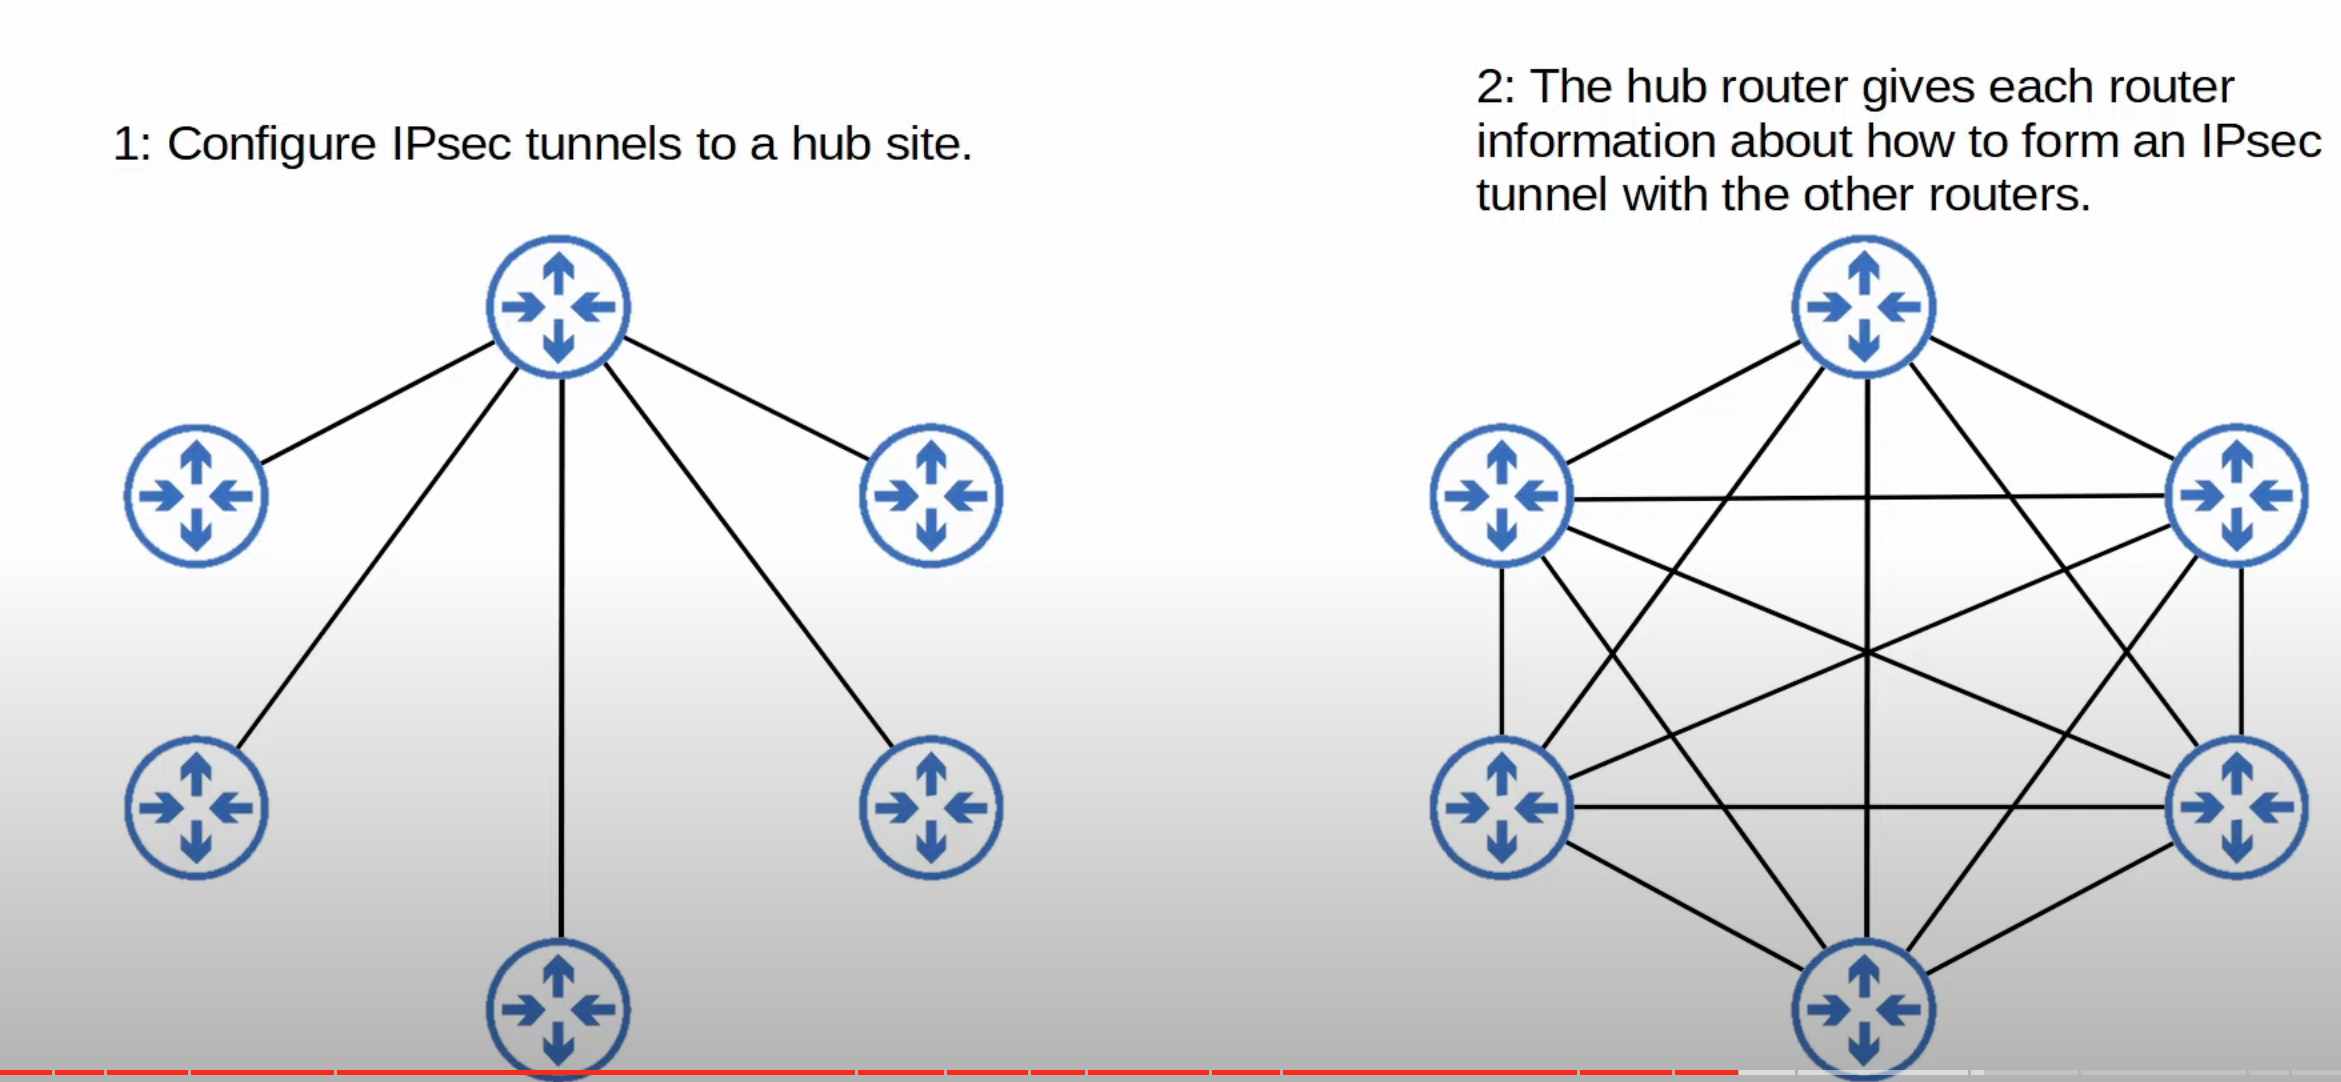 1: Configure IPsec tunnels to a hub site.
2: The hub router gives each router
information about how to form an IPsec
tunnel with the other routers.